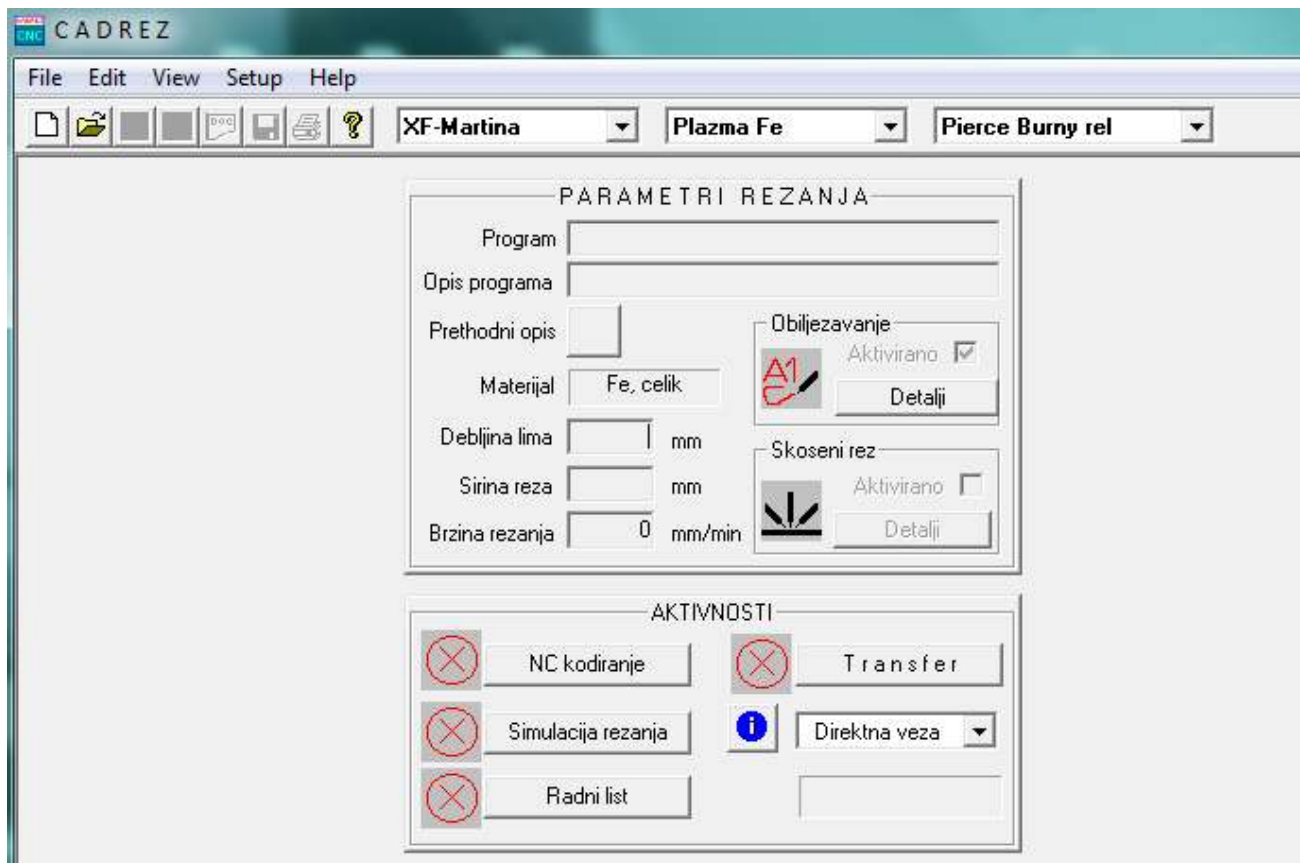 CADREZ
File Edit View Setup Help
XF-Martina Plazma Fe Pierce Burny rel
PARAMETRI REZANJA
Program
Opis programa
Prethodni opis
Obiljezavanje
Aktivirano
Detalji
Materijal Fe, celik
Debljina lima mm
Sirina reza mm
Brzina rezanja 0 mm/min
Skoseni rez
Aktivirano
Detalji
AKTIVNOSTI
NC kodiranje Transfer
Simulacija rezanja Direktna veza
Radni list